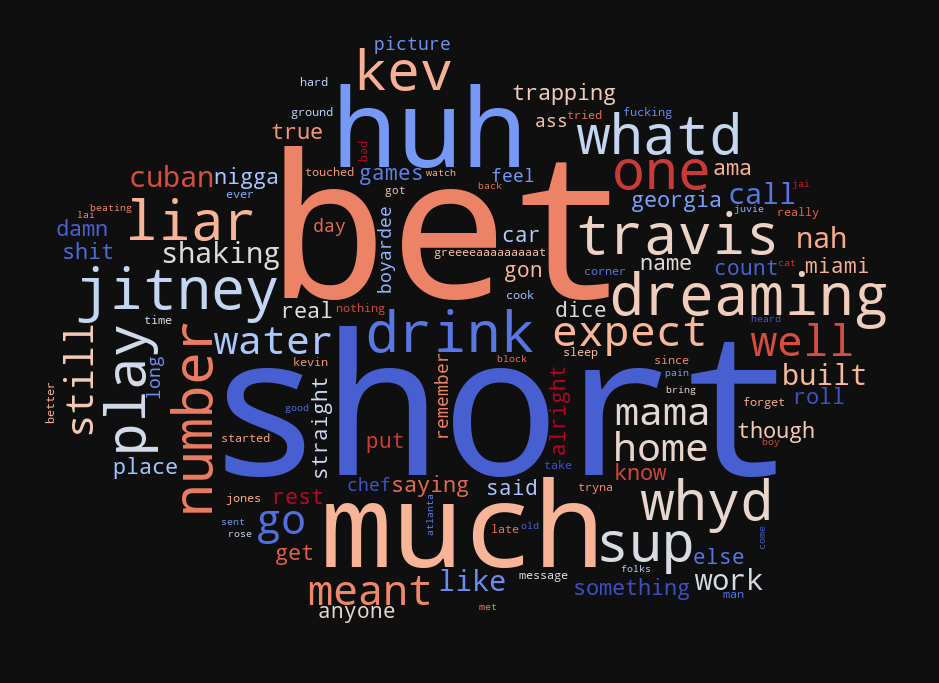 picture
kev
hard
huh
trapping
ground
ass
tried
fucking
true
whatd
bad
bet
touched
games
watch
feel
one
ama
cuban
nigga
back
call
jai
ever
got
georgia
beating
lai
liar
day
boyardee
juvie
really
damn
car
travis
nah
shit
shaking
greeeeaaaaaaaaat
gon
corner
name
count
cat
miami
jitney
cook
dreaming
real
nothing
dice
time
drink
expect
heard
water
well
still
play
number
kevin
block
sleep
since
long
remember
pain
built
better
straight
short
alright
bring
good
mama
forget
roll
started
put
though
home
boy
place
take
know
chef
saying
said
tryna
jones
rest
much
whyd
sent
rose
go
atlanta
late
old
sup
come
get
else
folks
meant
like
message
something
work
man
anyone
met